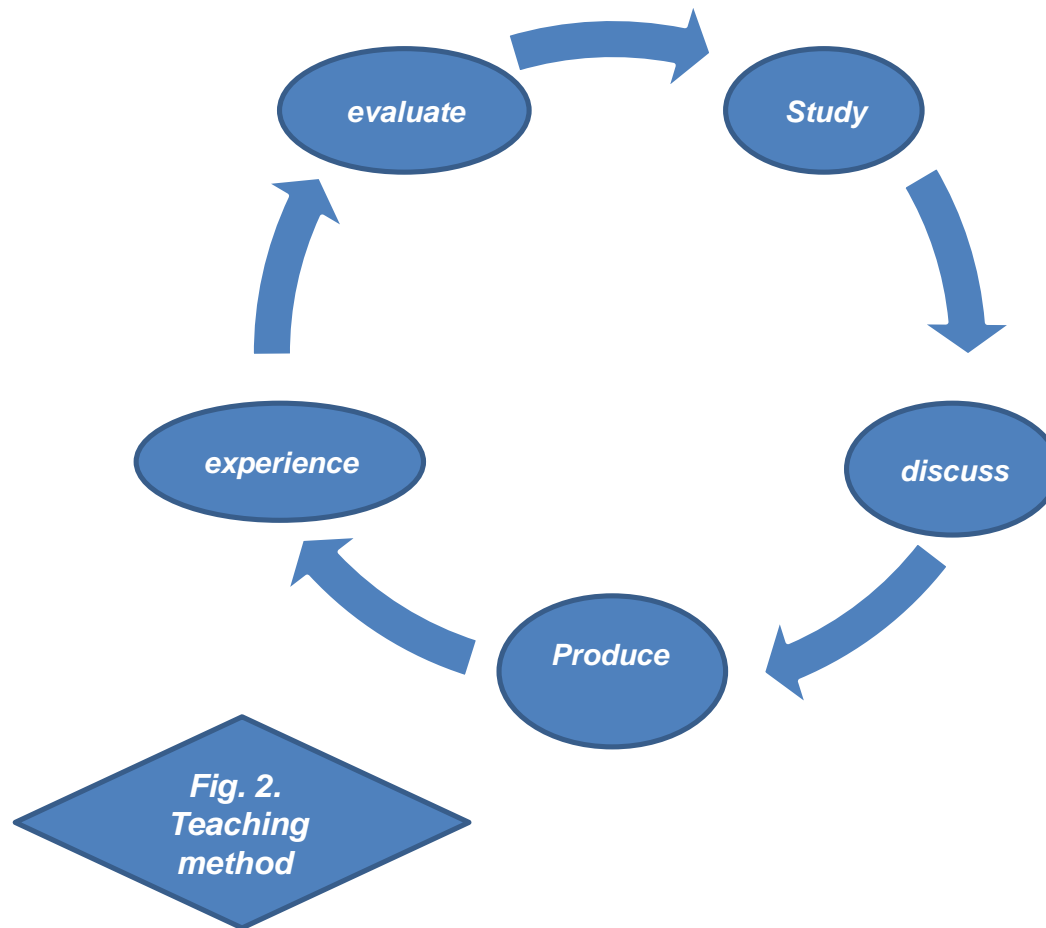 evaluate
Study
discuss
Produce
experience
Fig. 2.
Teaching
method